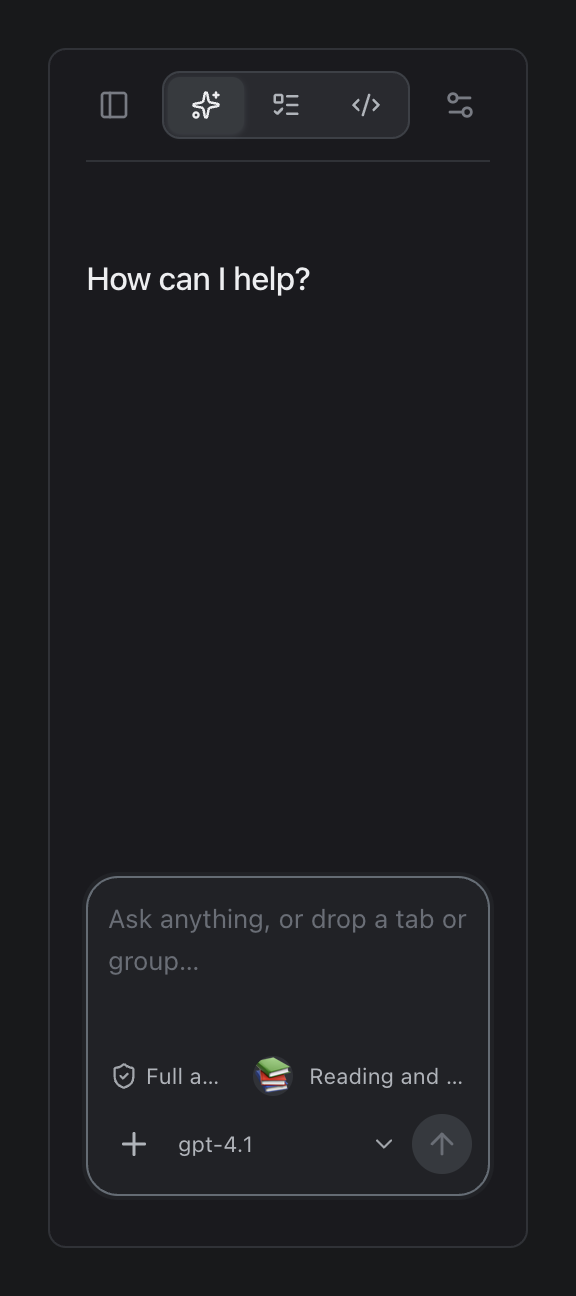 How can I help?
Ask anything, or drop a tab or
group...
Full a... Reading and ...
gpt-4.1